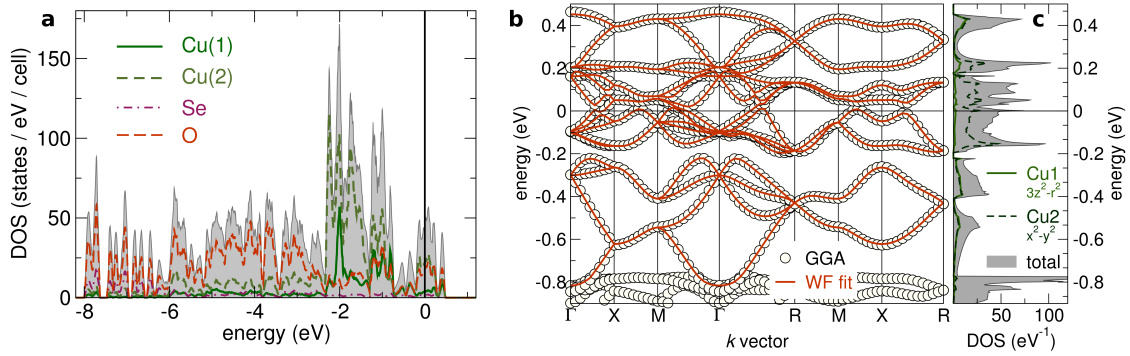 a
DOS (states / eV / cell)
150
100
50
0
Cu(1)
Cu(2)
Se
O
-8 -6 -4 -2 0
energy (eV)
b
energy (eV)
0.4
0.2
0
-0.2
-0.4
-0.6
-0.8
GGA
WF fit
Γ X M Γ R M X R
k vector
c
0.4
0.2
0
-0.2
-0.4
-0.6
-0.8
energy (eV)
Cu1
3z²-r²
Cu2
x²-y²
total
50 100
DOS (eV⁻¹)